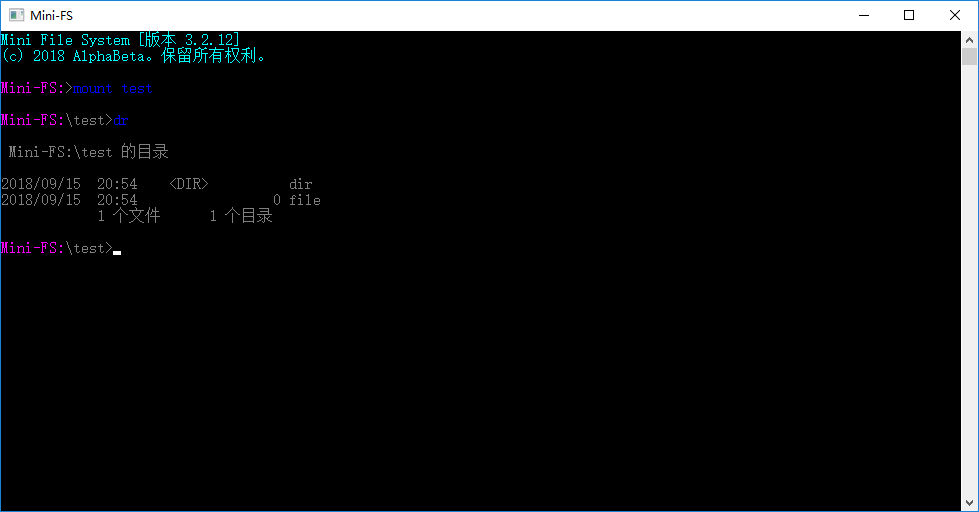 Mini-FS
Mini File System [版本 3.2.12]
(c) 2018 AlphaBeta。保留所有权利。
Mini-FS:>mount test
Mini-FS:\test>dr
Mini-FS:\test 的目录
2018/09/15  20:54    <DIR>          dir
2018/09/15  20:54                 0 file
1 个文件      1 个目录
Mini-FS:\test>